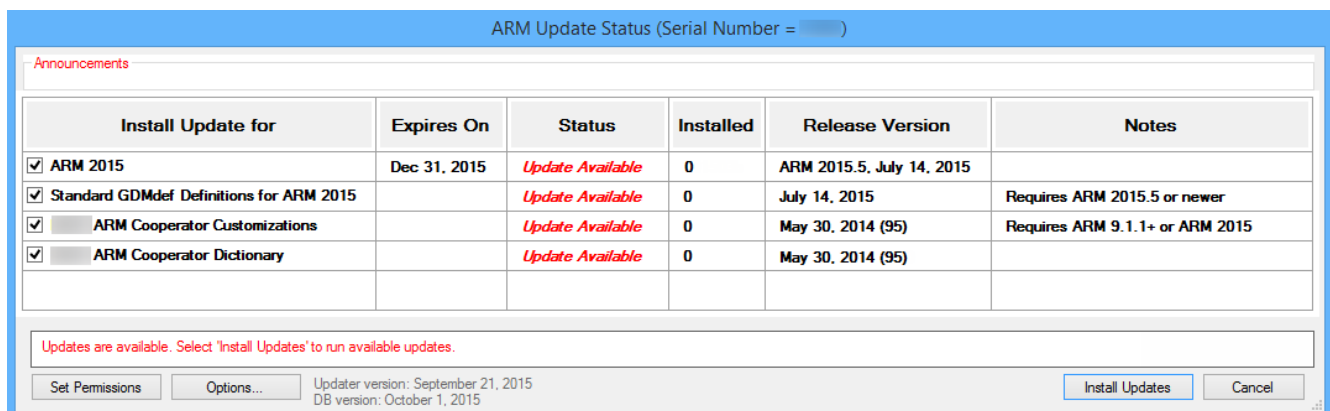 ARM Update Status (Serial Number = )
Announcements
Install Update for Expires On Status Installed Release Version Notes
ARM 2015 Dec 31, 2015 Update Available 0 ARM 2015.5, July 14, 2015
Standard GDMdef Definitions for ARM 2015 Update Available 0 July 14, 2015 Requires ARM 2015.5 or newer
ARM Cooperator Customizations Update Available 0 May 30, 2014 (95) Requires ARM 9.1.1+ or ARM 2015
ARM Cooperator Dictionary Update Available 0 May 30, 2014 (95)
Updates are available. Select 'Install Updates' to run available updates.
Set Permissions Options... Updater version: September 21, 2015 Install Updates Cancel
DB version: October 1, 2015